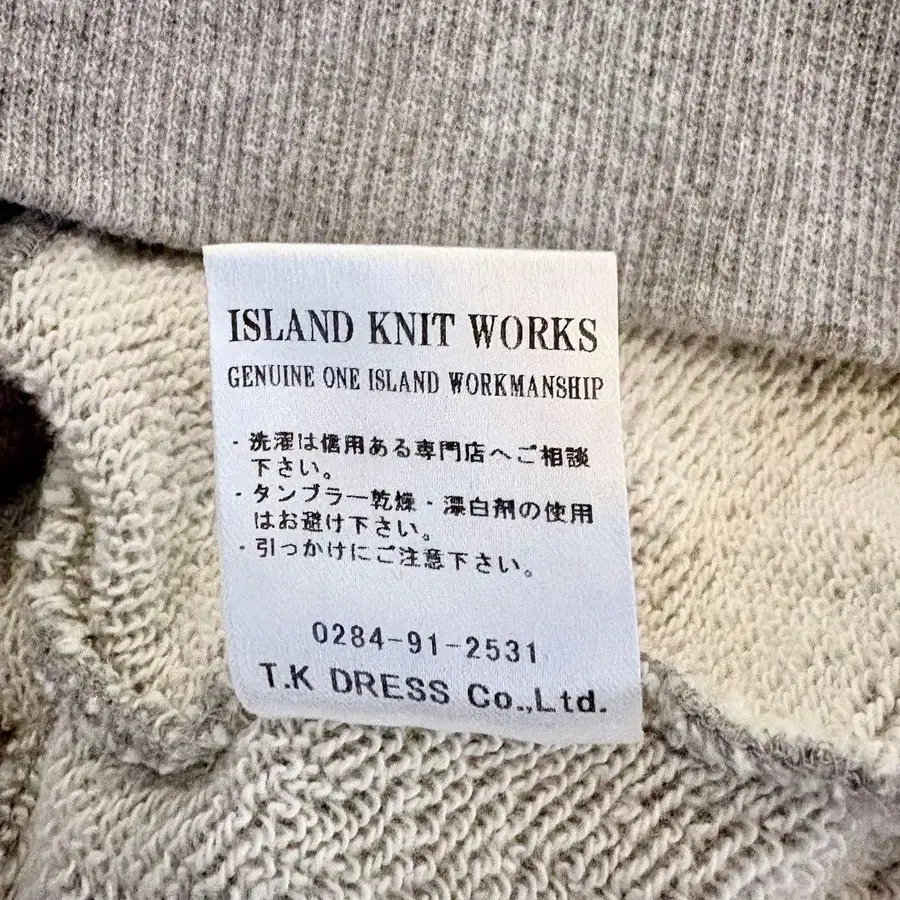 ISLAND KNIT WORKS
GENUINE ONE ISLAND WORKMANSHIP
・洗濯は信用ある専門店へご相談
下さい。
・タンブラー乾燥・漂白剤の使用
はお避け下さい。
・引っかけにご注意下さい。
0284-91-2531
T.K DRESS Co.,Ltd.